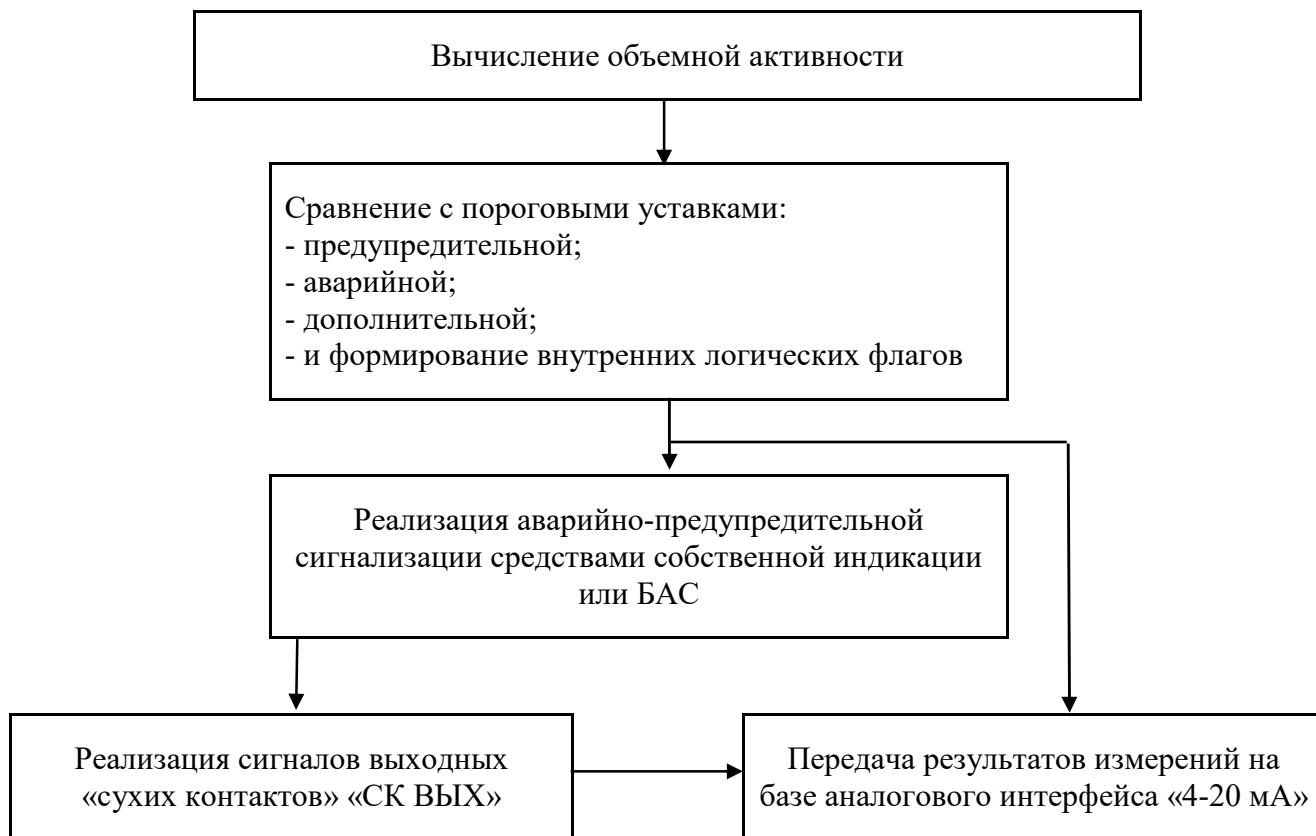 Вычисление объемной активности
Сравнение с пороговыми уставками:
- предупредительной;
- аварийной;
- дополнительной;
- и формирование внутренних логических флагов
Реализация аварийно-предупредительной
сигнализации средствами собственной индикации
или БАС
Реализация сигналов выходных
«сухих контактов» «СК ВЫХ»
Передача результатов измерений на
базе аналогового интерфейса «4-20 мА»